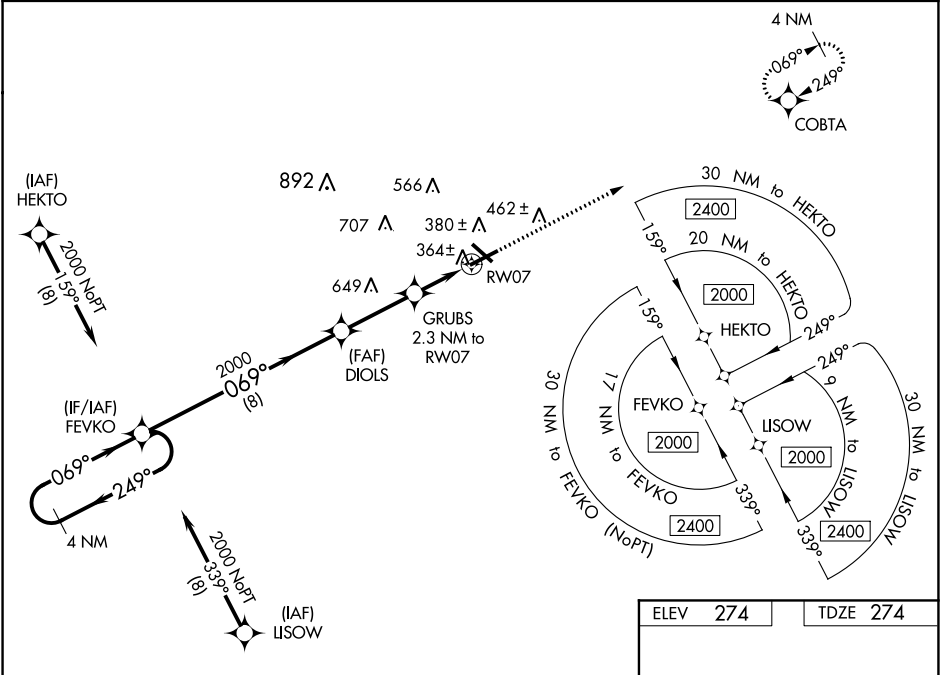 4 NM
069°
249°
COBTA
(IAF)
HEKTO
2000 NoPT
159°
(8)
892
566
707
380 ±
462 ±
364±
649
RW07
GRUBS
2.3 NM to
RW07
(FAF)
DIOLS
2000
069°
(8)
(IF/IAF)
FEVKO
069°
249°
4 NM
2000 NoPT
339°
(8)
(IAF)
LISOW
30 NM to HEKTO
2400
159°
20 NM to HEKTO
2000
HEKTO
249°
159°
30 NM to FEVKO (NoPT)
17 NM to FEVKO
FEVKO
2000
2400
339°
249°
LISOW
9 NM to LISOW
2000
30 NM to LISOW
2400
339°
ELEV 274
TDZE 274